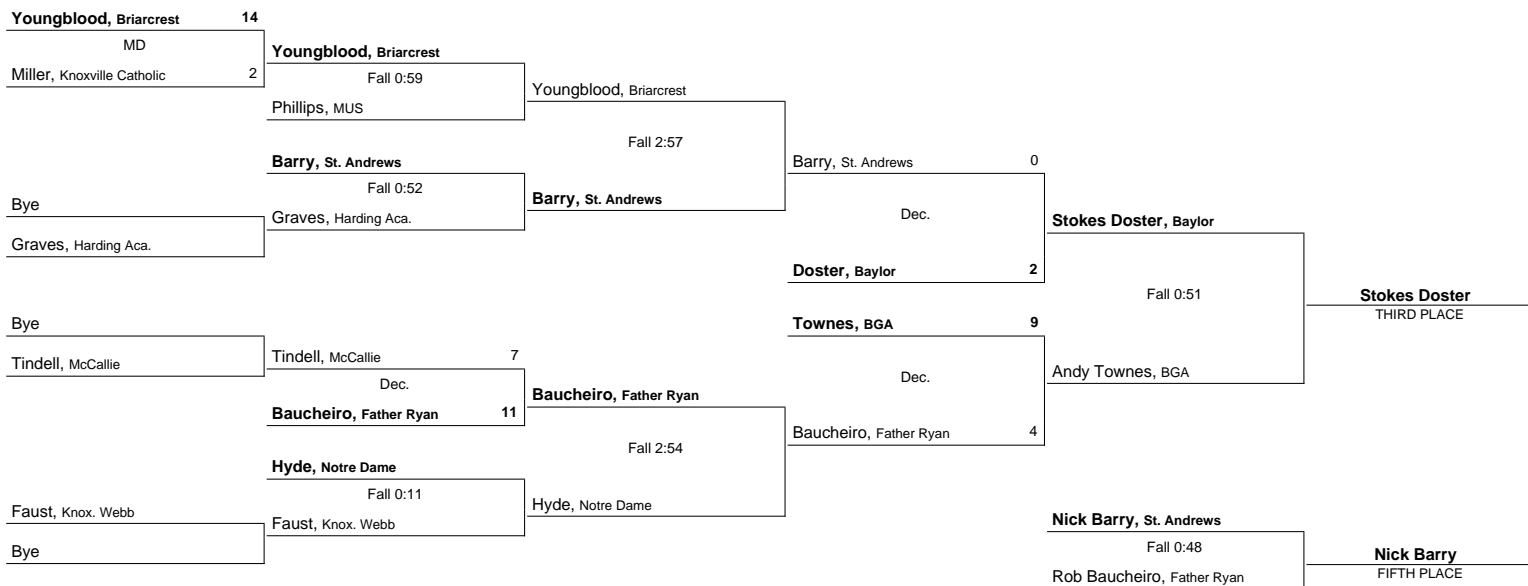 Youngblood, Briarcrest 14
MD
Miller, Knoxville Catholic 2
Bye
Graves, Harding Aca.
Bye
Tindell, McCallie
Faust, Knox. Webb
Bye
Youngblood, Briarcrest
Fall 0:59
Phillips, MUS
Barry, St. Andrews
Fall 0:52
Graves, Harding Aca.
Tindell, McCallie 7
Dec.
Baucheiro, Father Ryan 11
Hyde, Notre Dame
Fall 0:11
Faust, Knox. Webb
Youngblood, Briarcrest
Fall 2:57
Barry, St. Andrews
Baucheiro, Father Ryan
Fall 2:54
Hyde, Notre Dame
Barry, St. Andrews 0
Dec.
Doster, Baylor 2
Townes, BGA 9
Dec.
Baucheiro, Father Ryan 4
Stokes Doster, Baylor
Fall 0:51
Andy Townes, BGA
Stokes Doster
THIRD PLACE
Nick Barry, St. Andrews
Fall 0:48
Rob Baucheiro, Father Ryan
Nick Barry
FIFTH PLACE